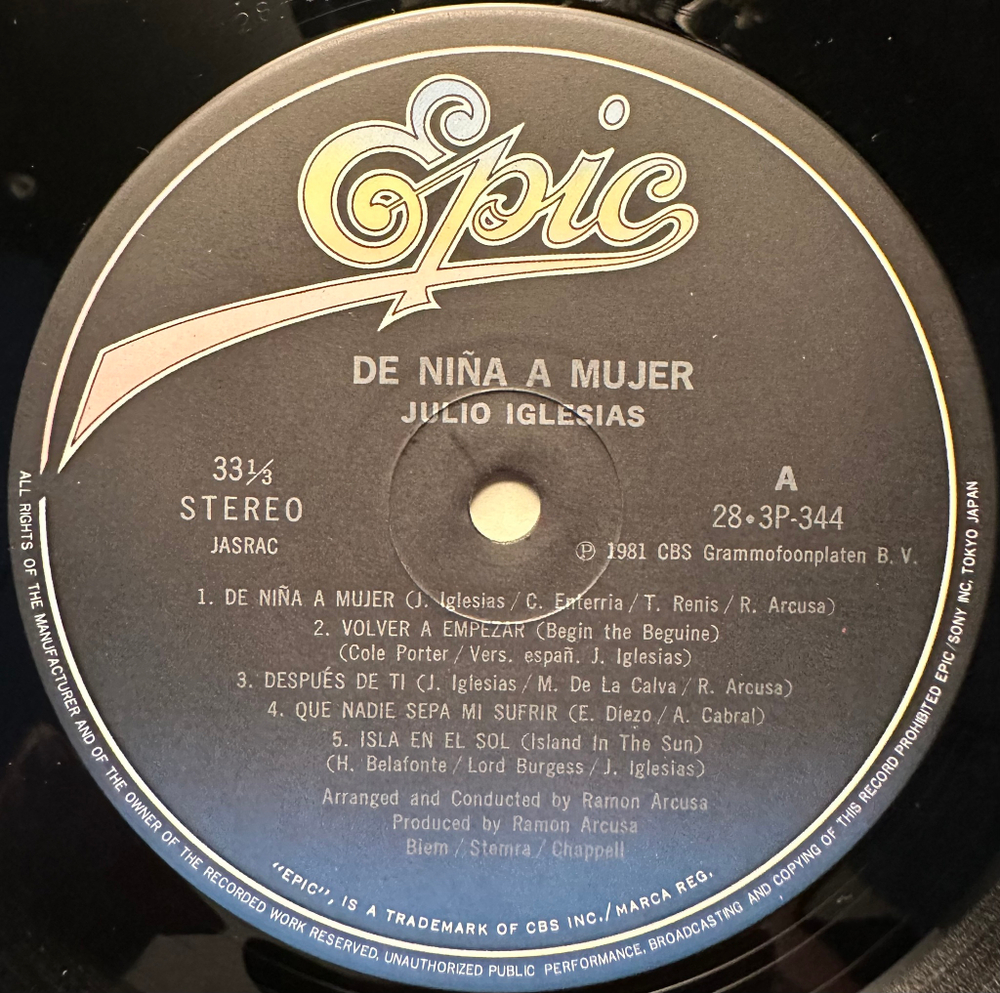 Epic
DE NIÑA A MUJER
JULIO IGLESIAS
33⅓
STEREO
JASRAC
A
28•3P-344
Ⓟ 1981 CBS Grammofoonplaten B. V.
1. DE NIÑA A MUJER (J. Iglesias / C. Enterria / T. Renis / R. Arcusa)
2. VOLVER A EMPEZAR (Begin the Beguine)
(Cole Porter / Vers. españ. J. Iglesias)
3. DESPUÉS DE TI (J. Iglesias / M. De La Calva / R. Arcusa)
4. QUE NADIE SEPA MI SUFRIR (E. Diezo / A. Cabral)
5. ISLA EN EL SOL (Island In The Sun)
(H. Belafonte / Lord Burgess / J. Iglesias)
Arranged and Conducted by Ramon Arcusa
Produced by Ramon Arcusa
Biem / Stemra / Chappell
"EPIC", IS A TRADEMARK OF CBS INC./MARCA REG.
ALL RIGHTS OF THE MANUFACTURER AND OF THE OWNER OF THE RECORDED WORK RESERVED, UNAUTHORIZED PUBLIC PERFORMANCE, BROADCASTING AND COPYING OF THIS RECORD PROHIBITED EPIC/SONY INC. TOKYO JAPAN